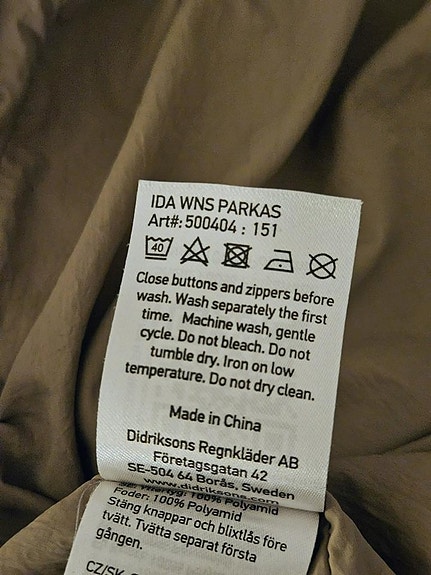 IDA WNS PARKAS
Art#: 500404 : 151
40
Close buttons and zippers before
wash. Wash separately the first
time. Machine wash, gentle
cycle. Do not bleach. Do not
tumble dry. Iron on low
temperature. Do not dry clean.
Made in China
Didriksons Regnkläder AB
Företagsgatan 42
SE-504 64 Borås, Sweden
www.didriksons.com
100% Polyamid
Foder: 100% Polyamid
Stäng knappar och blixtlås före
tvätt. Tvätta separat första
gången.